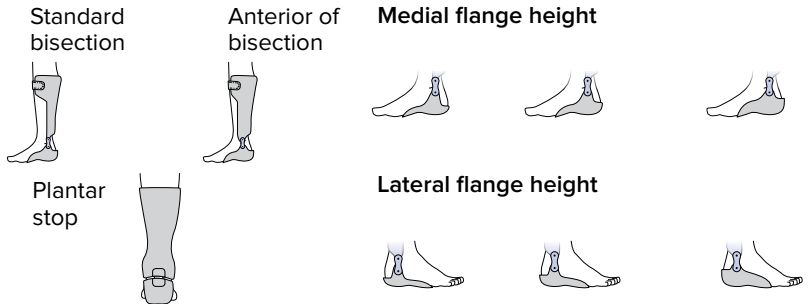 Standard
bisection
Anterior of
bisection
Medial flange height
Plantar
stop
Lateral flange height